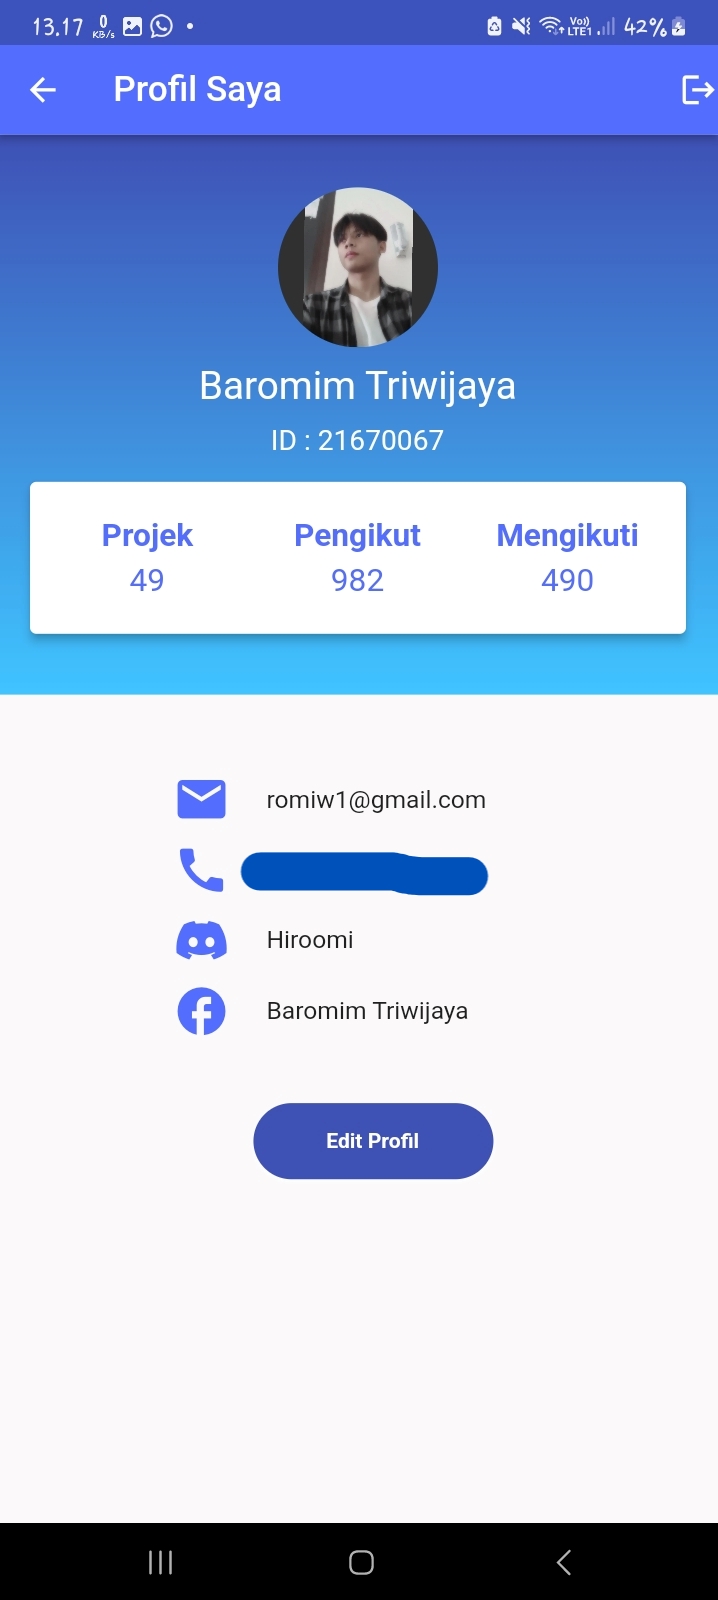 13.17 0 KB/s Vo)) LTE1 42%
Profil Saya
Baromim Triwijaya
ID : 21670067
Projek Pengikut Mengikuti
49 982 490
romiw1@gmail.com
Hiroomi
Baromim Triwijaya
Edit Profil